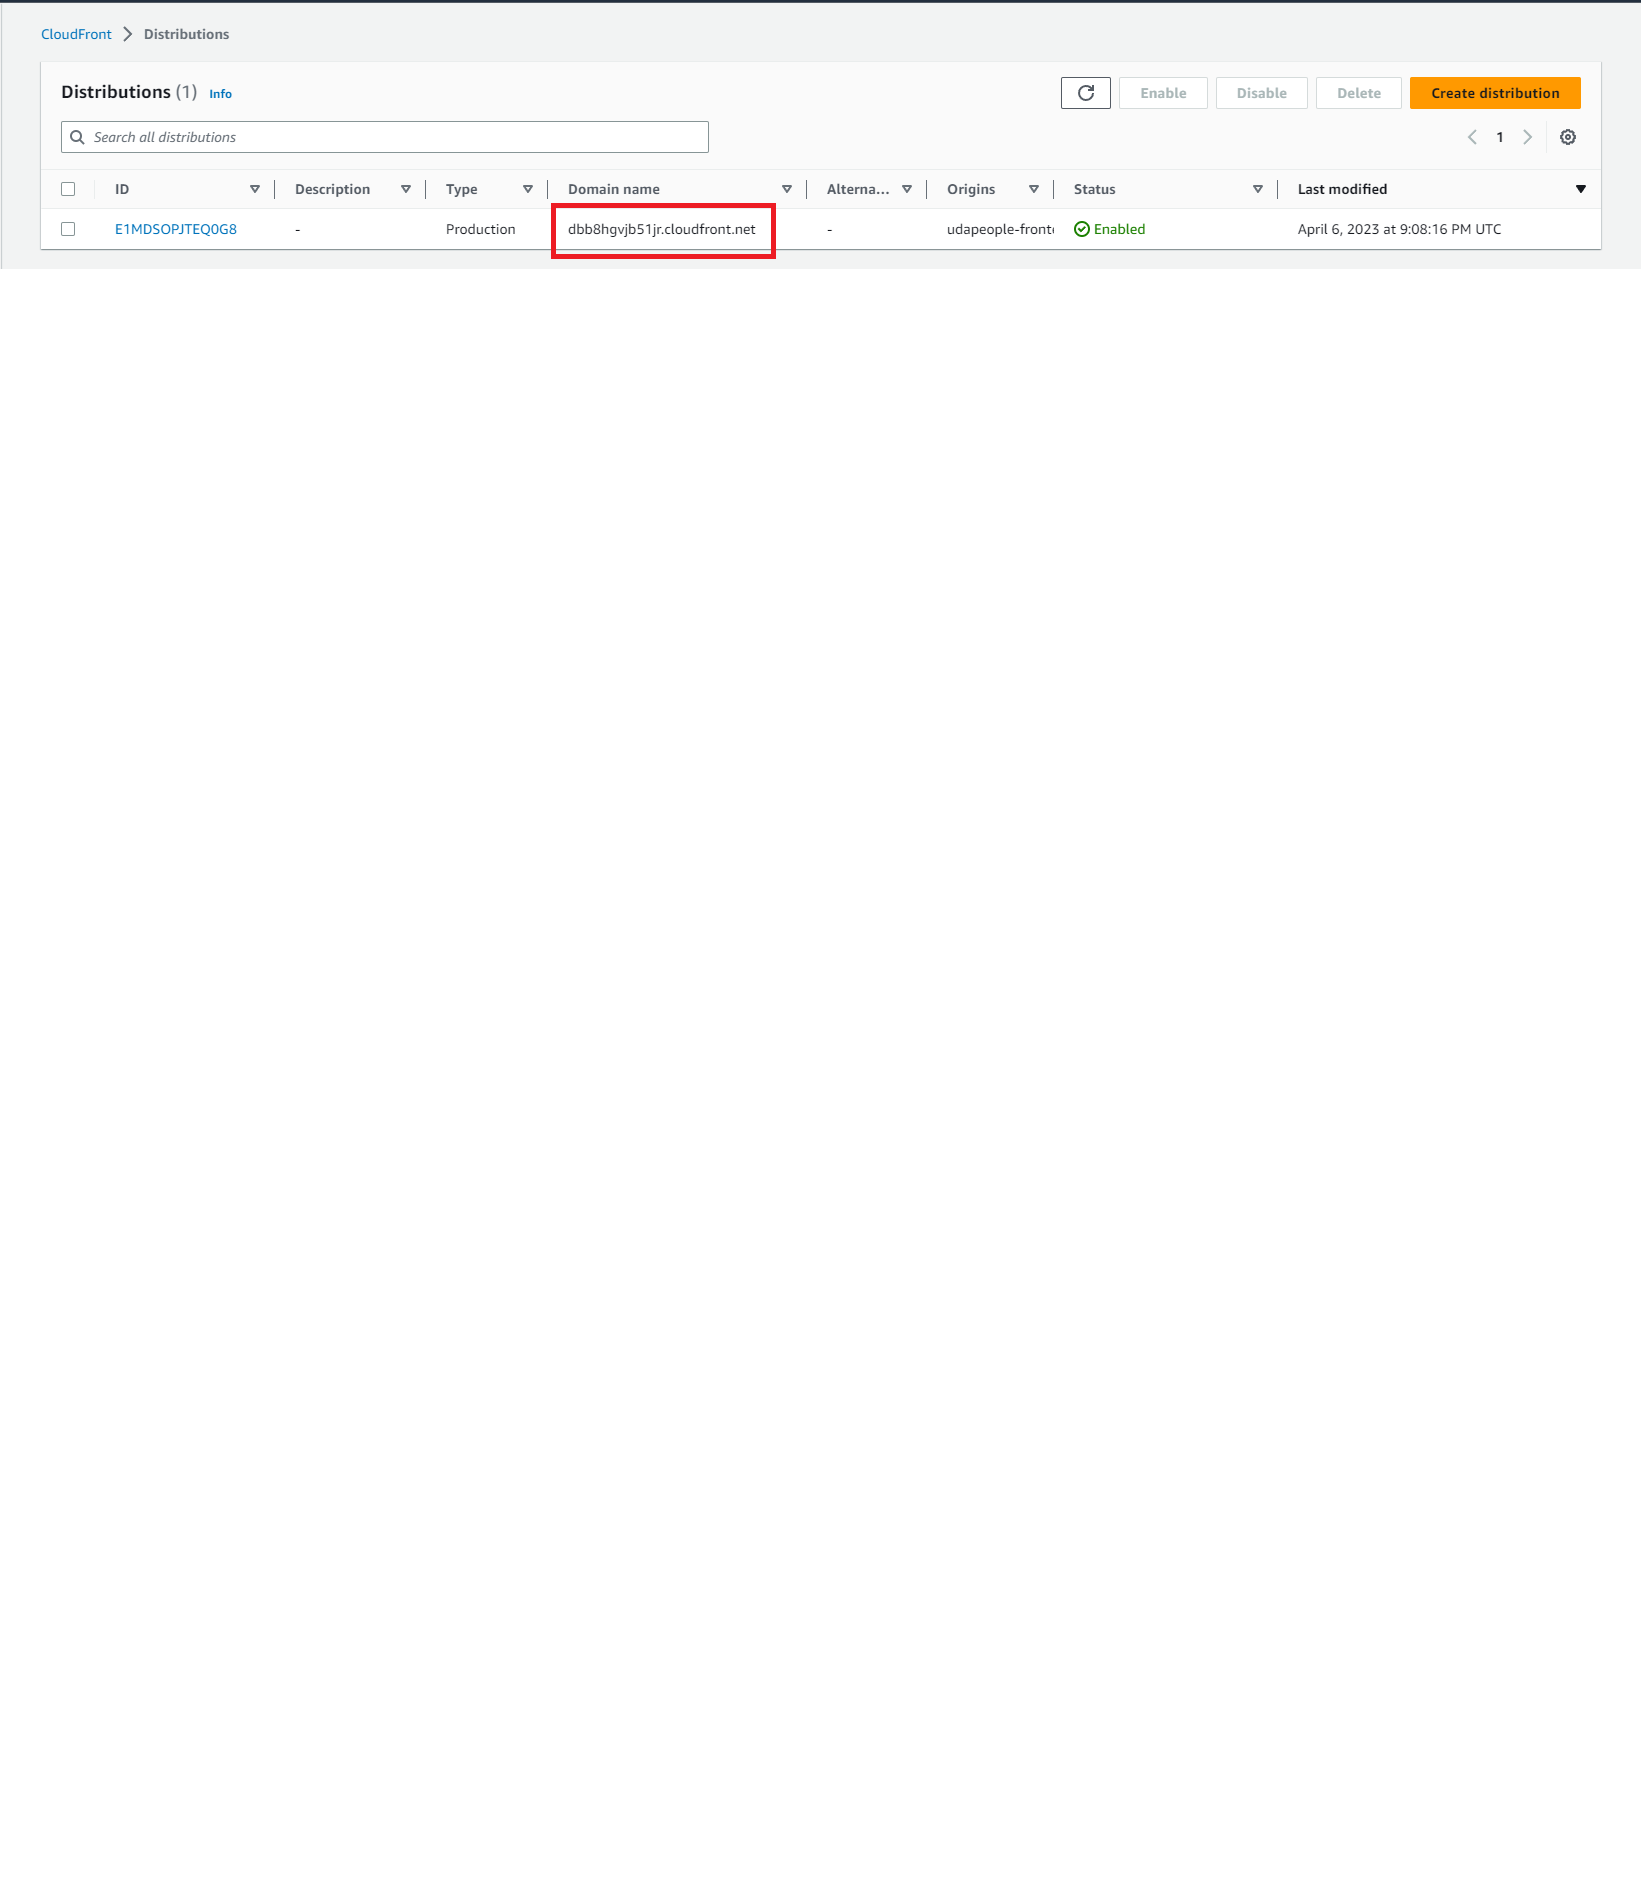 CloudFront > Distributions
Distributions (1) Info
Enable Disable Delete Create distribution
Search all distributions
1
ID Description Type Domain name Alterna... Origins Status Last modified
E1MDSOPJTEQ0G8 - Production dbb8hgvjb51jr.cloudfront.net - udapeople-fronte Enabled April 6, 2023 at 9:08:16 PM UTC